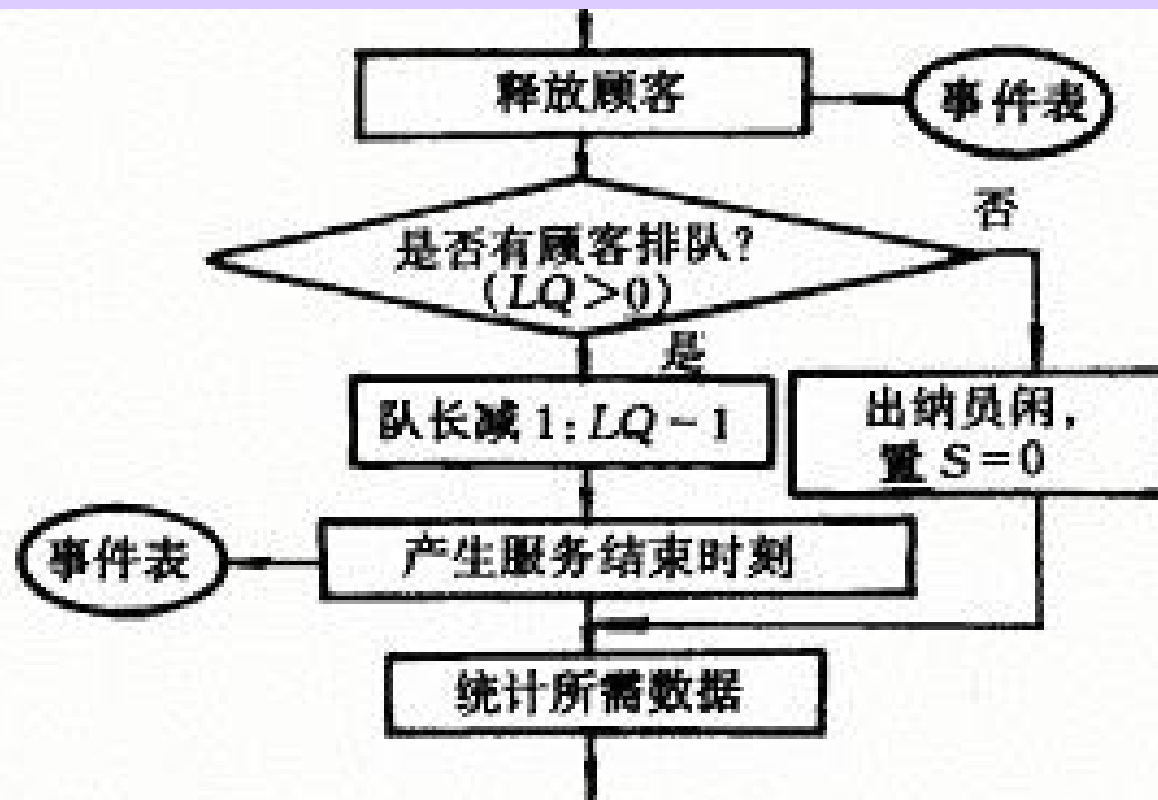 释放顾客
事件表
否
是否有顾客排队?
(LQ>0)
是
队长减 1: LQ-1
出纳员闲,
置 S=0
事件表
产生服务结束时刻
统计所需数据